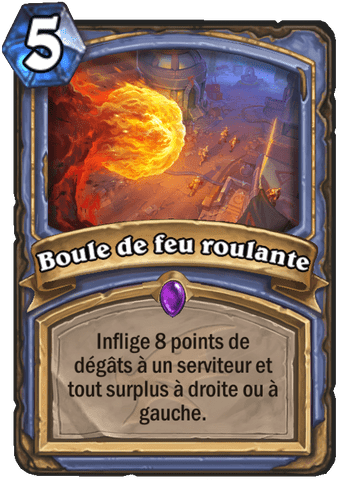 5
Boule de feu roulante
Inflige 8 points de
dégâts à un serviteur et
tout surplus à droite ou à
gauche.